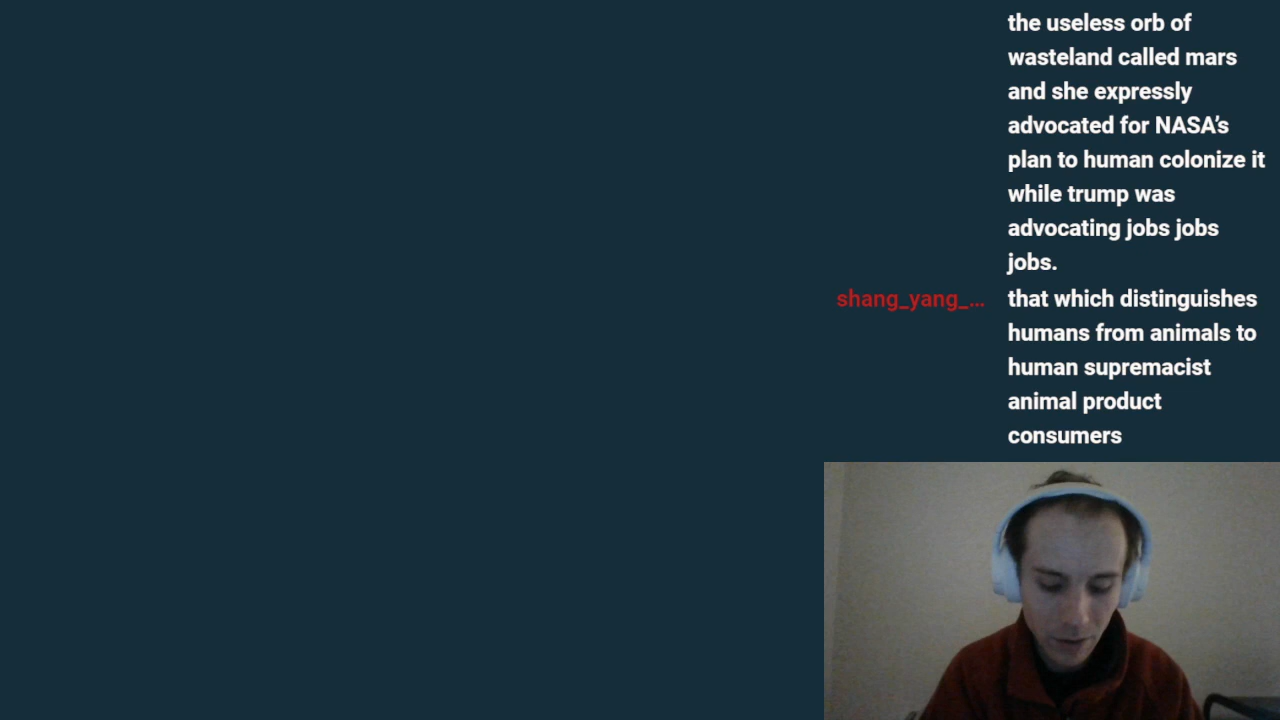 the useless orb of
wasteland called mars
and she expressly
advocated for NASA’s
plan to human colonize it
while trump was
advocating jobs jobs
jobs.
shang_yang_… that which distinguishes
humans from animals to
human supremacist
animal product
consumers